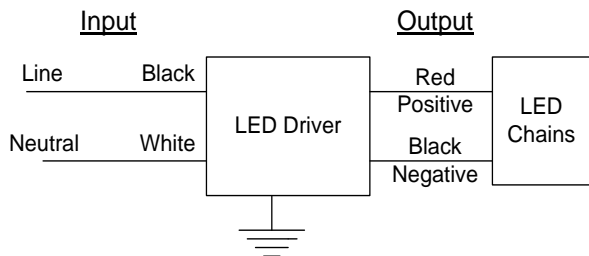 Input
Output
Line
Black
Neutral
White
LED Driver
Red
Positive
Black
Negative
LED
Chains